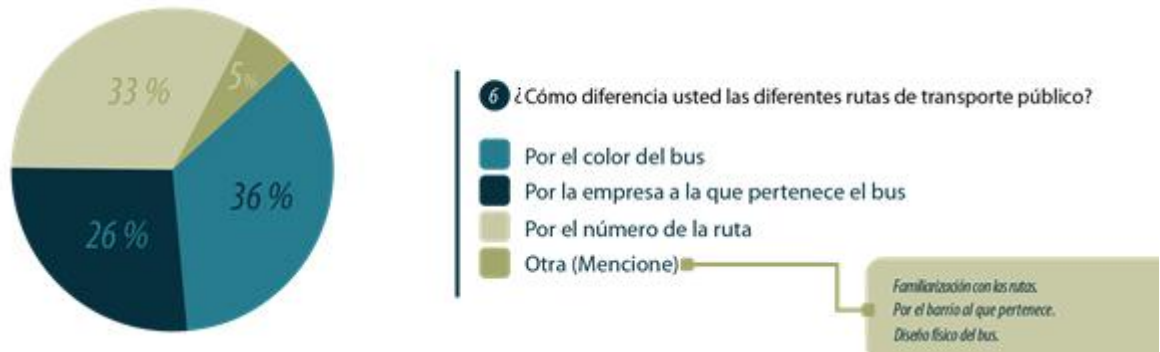 33 %
5%
36 %
26 %
6 ¿Cómo diferencia usted las diferentes rutas de transporte público?
Por el color del bus
Por la empresa a la que pertenece el bus
Por el número de la ruta
Otra (Mencione)
Familiarización con las rutas.
Por el barrio al que pertenece.
Diseño físico del bus.